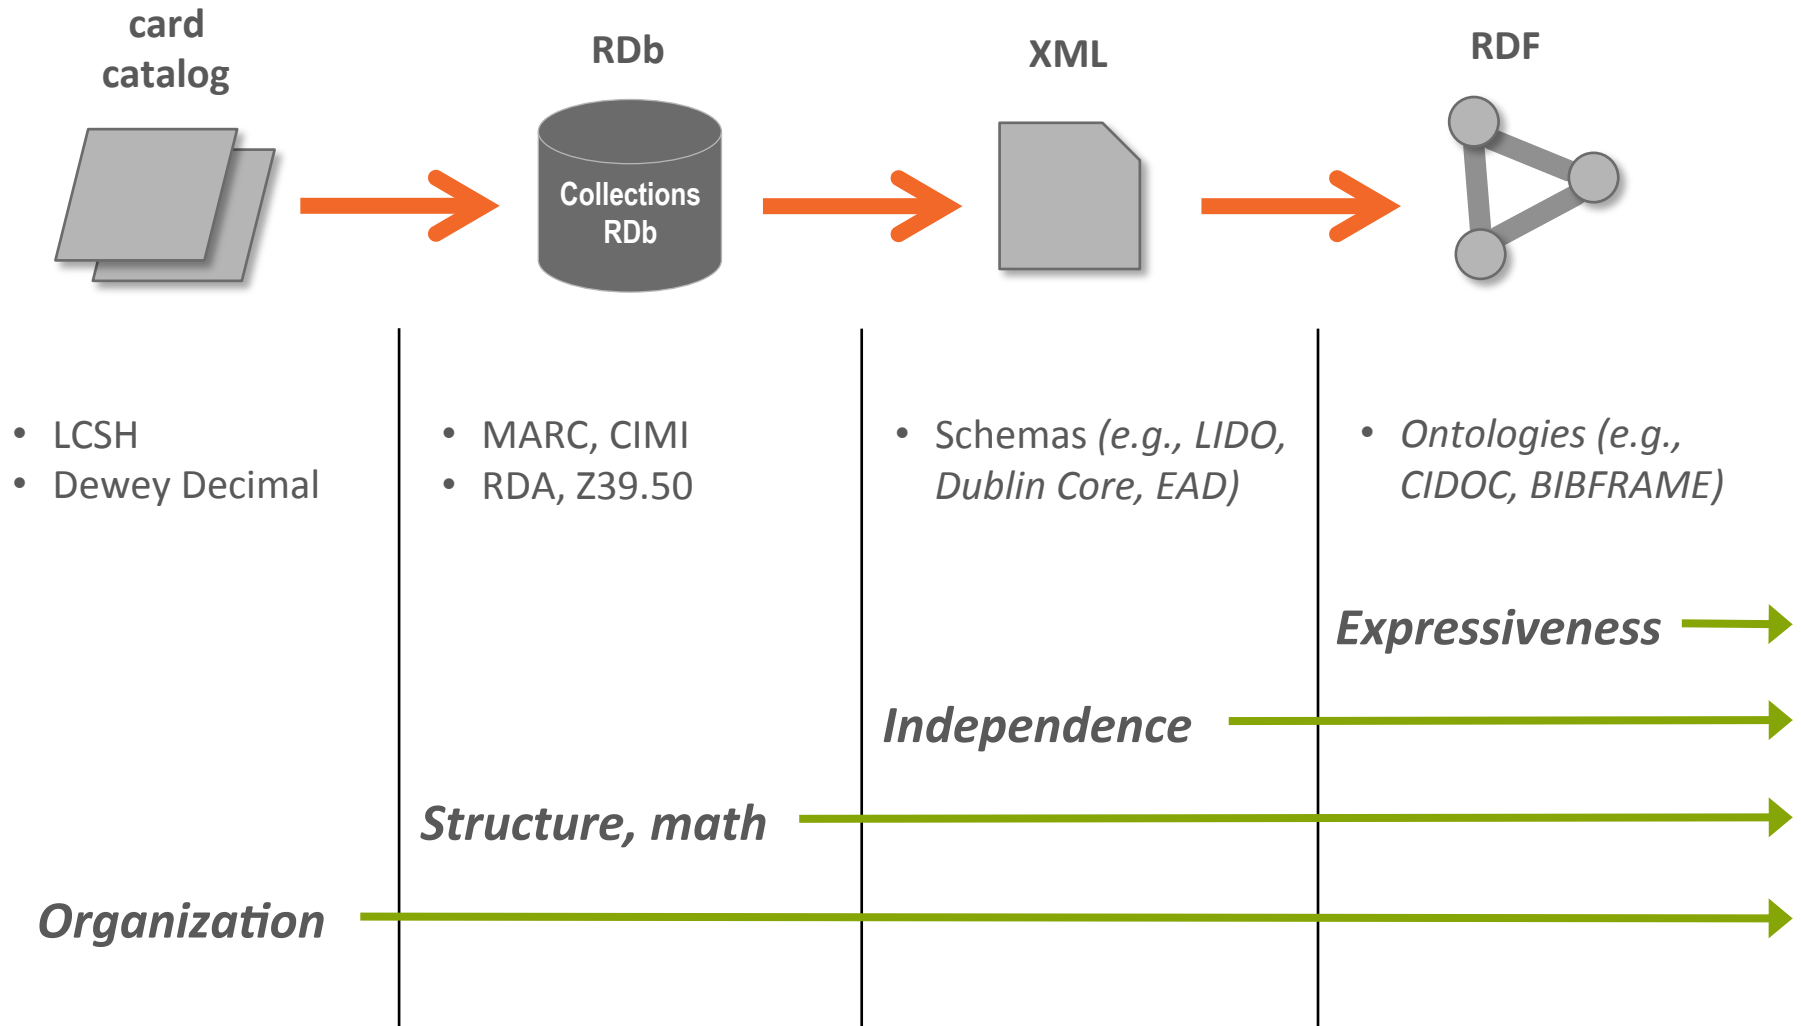 card
catalog
RDb
XML
RDF
Collections
RDb
• LCSH
• Dewey Decimal
• MARC, CIMI
• RDA, Z39.50
• Schemas (e.g., LIDO,
Dublin Core, EAD)
• Ontologies (e.g.,
CIDOC, BIBFRAME)
Expressiveness
Independence
Structure, math
Organization